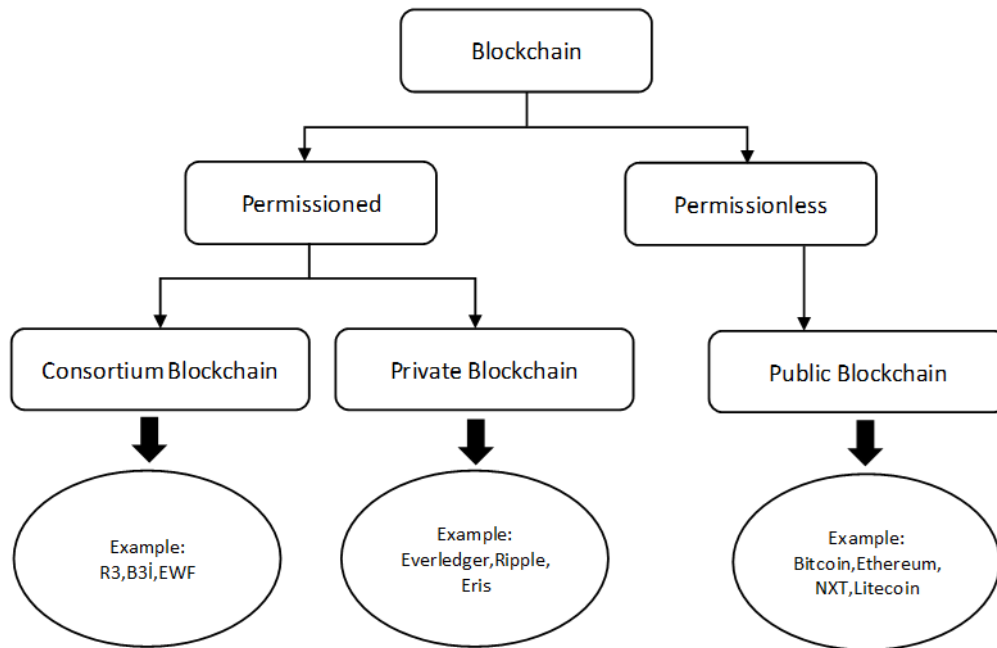 Blockchain
Permissioned
Permissionless
Consortium Blockchain
Private Blockchain
Public Blockchain
Example:
R3,B3İ,EWF
Example:
Everledger,Ripple,
Eris
Example:
Bitcoin,Ethereum,
NXT,Litecoin